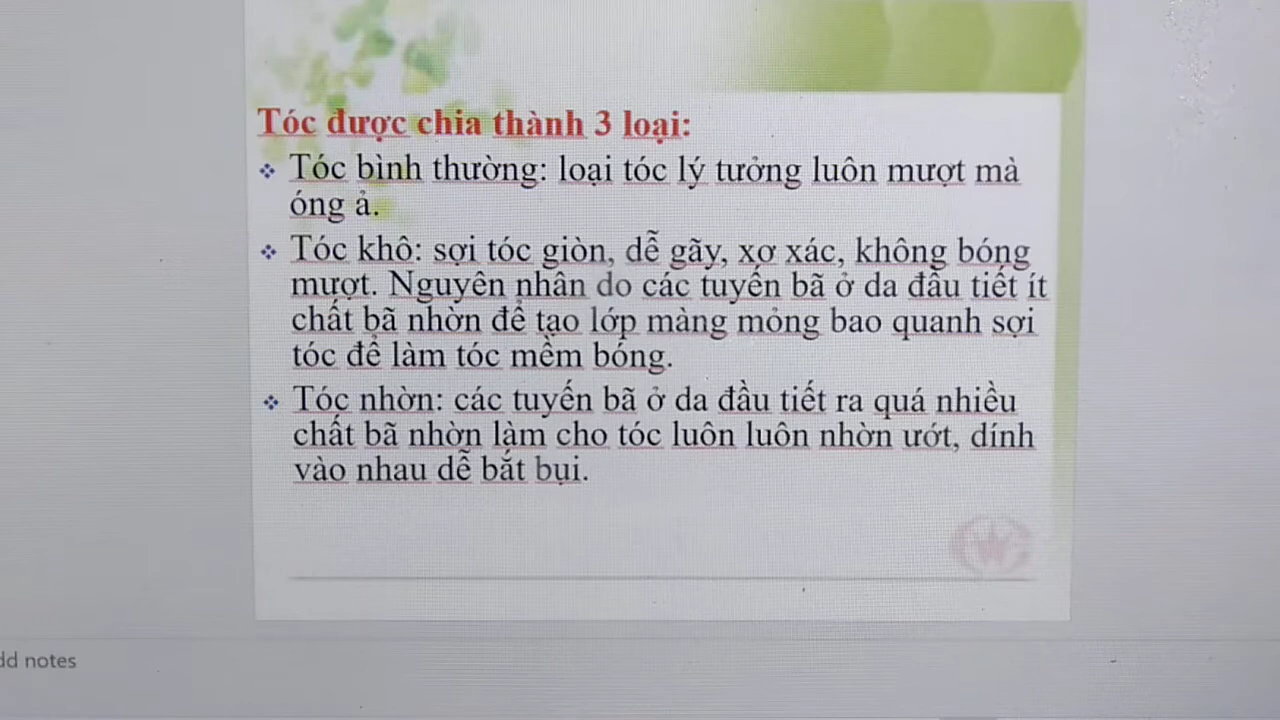 Tóc được chia thành 3 loại:
Tóc bình thường: loại tóc lý tưởng luôn mượt mà
óng ả.
Tóc khô: sợi tóc giòn, dễ gãy, xơ xác, không bóng
mượt. Nguyên nhân do các tuyến bã ở da đầu tiết ít
chất bã nhờn để tạo lớp màng mỏng bao quanh sợi
tóc để làm tóc mềm bóng.
Tóc nhờn: các tuyến bã ở da đầu tiết ra quá nhiều
chất bã nhờn làm cho tóc luôn luôn nhờn ướt, dính
vào nhau dễ bắt bụi.
dd notes